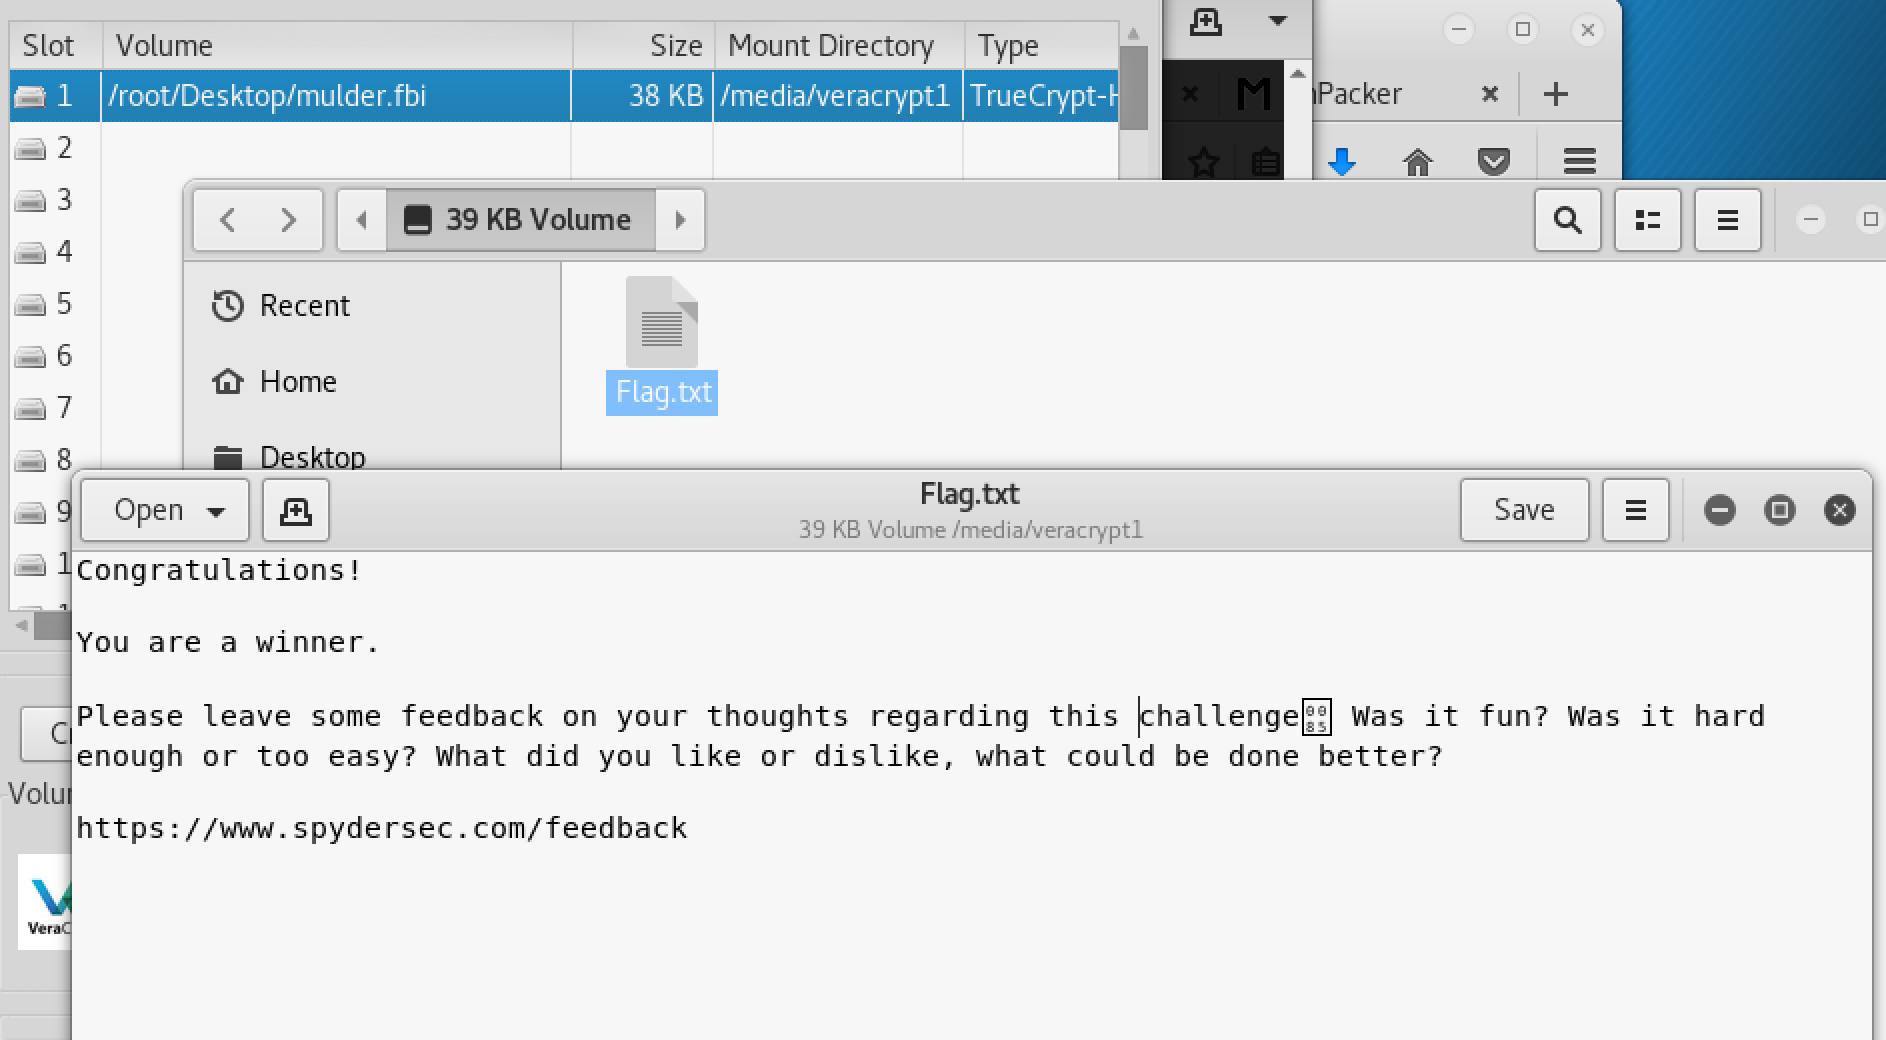 Slot Volume Size Mount Directory Type
1 /root/Desktop/mulder.fbi 38 KB /media/veracrypt1 TrueCrypt-H
2
3
4
5
6
7
8
9
1
Packer
39 KB Volume
Recent
Home
Desktop
Flag.txt
Open
Flag.txt
39 KB Volume /media/veracrypt1
Save
Congratulations!
You are a winner.
Please leave some feedback on your thoughts regarding this challenge Was it fun? Was it hard
enough or too easy? What did you like or dislike, what could be done better?
https://www.spydersec.com/feedback
Volu
Vera